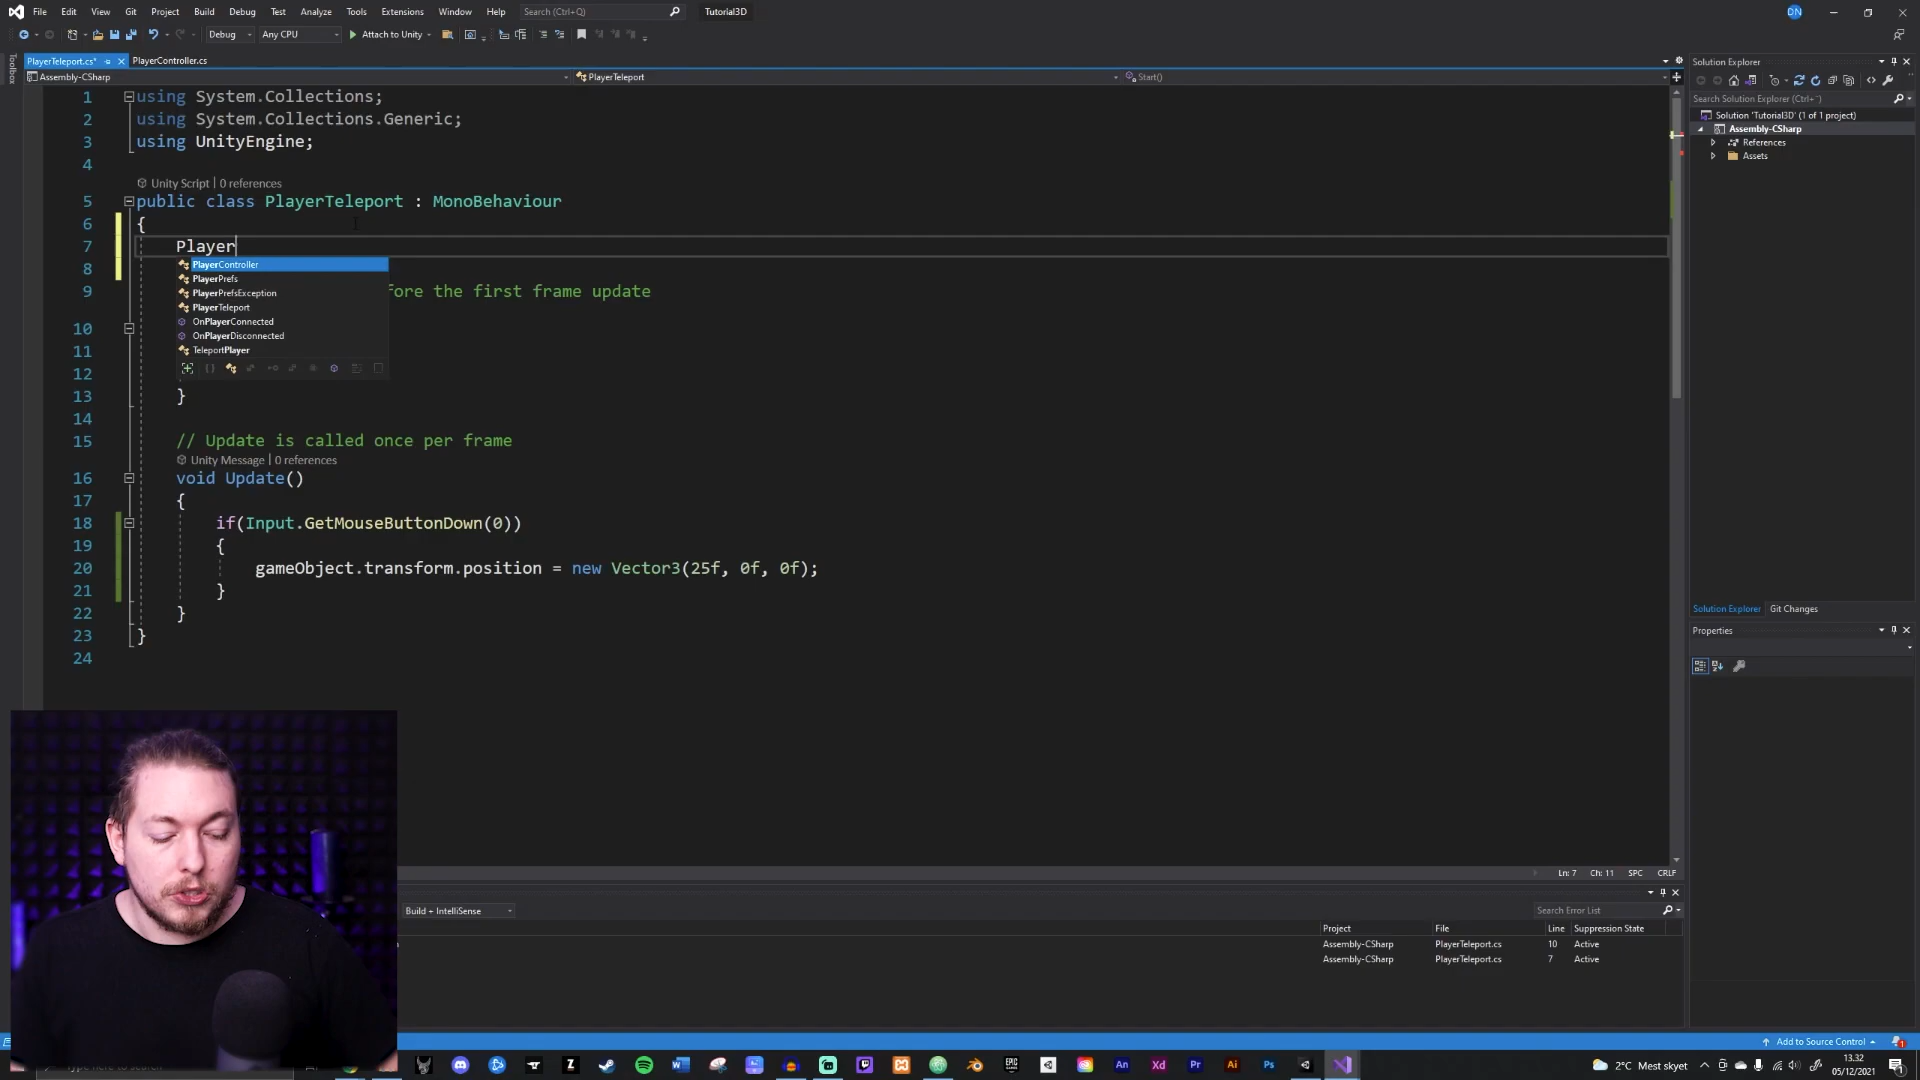 File Edit View Git Project Build Debug Test Analyze Tools Extensions Window Help Search (Ctrl+Q) Tutorial3D DN
Debug Any CPU Attach to Unity
Toolbox
PlayerTeleport.cs* PlayerController.cs
Assembly-CSharp PlayerTeleport Start()
1 using System.Collections;
2 using System.Collections.Generic;
3 using UnityEngine;
4
Unity Script | 0 references
5 public class PlayerTeleport : MonoBehaviour
6 {
7 Player
8
PlayerController
PlayerPrefs
PlayerPrefsException
PlayerTeleport
OnPlayerConnected
OnPlayerDisconnected
TeleportPlayer
9 fore the first frame update
10
11
12
13 }
14
15 // Update is called once per frame
Unity Message | 0 references
16 void Update()
17 {
18 if(Input.GetMouseButtonDown(0))
19 {
20 gameObject.transform.position = new Vector3(25f, 0f, 0f);
21 }
22 }
23 }
24
Ln: 7 Ch: 11 SPC CRLF
Build + IntelliSense Search Error List
Project File Line Suppression State
Assembly-CSharp PlayerTeleport.cs 10 Active
Assembly-CSharp PlayerTeleport.cs 7 Active
Solution Explorer
Search Solution Explorer (Ctrl+¨)
Solution 'Tutorial3D' (1 of 1 project)
Assembly-CSharp
References
Assets
Solution Explorer Git Changes
Properties
Add to Source Control
2°C Mest skyet
13.32
05/12/2021